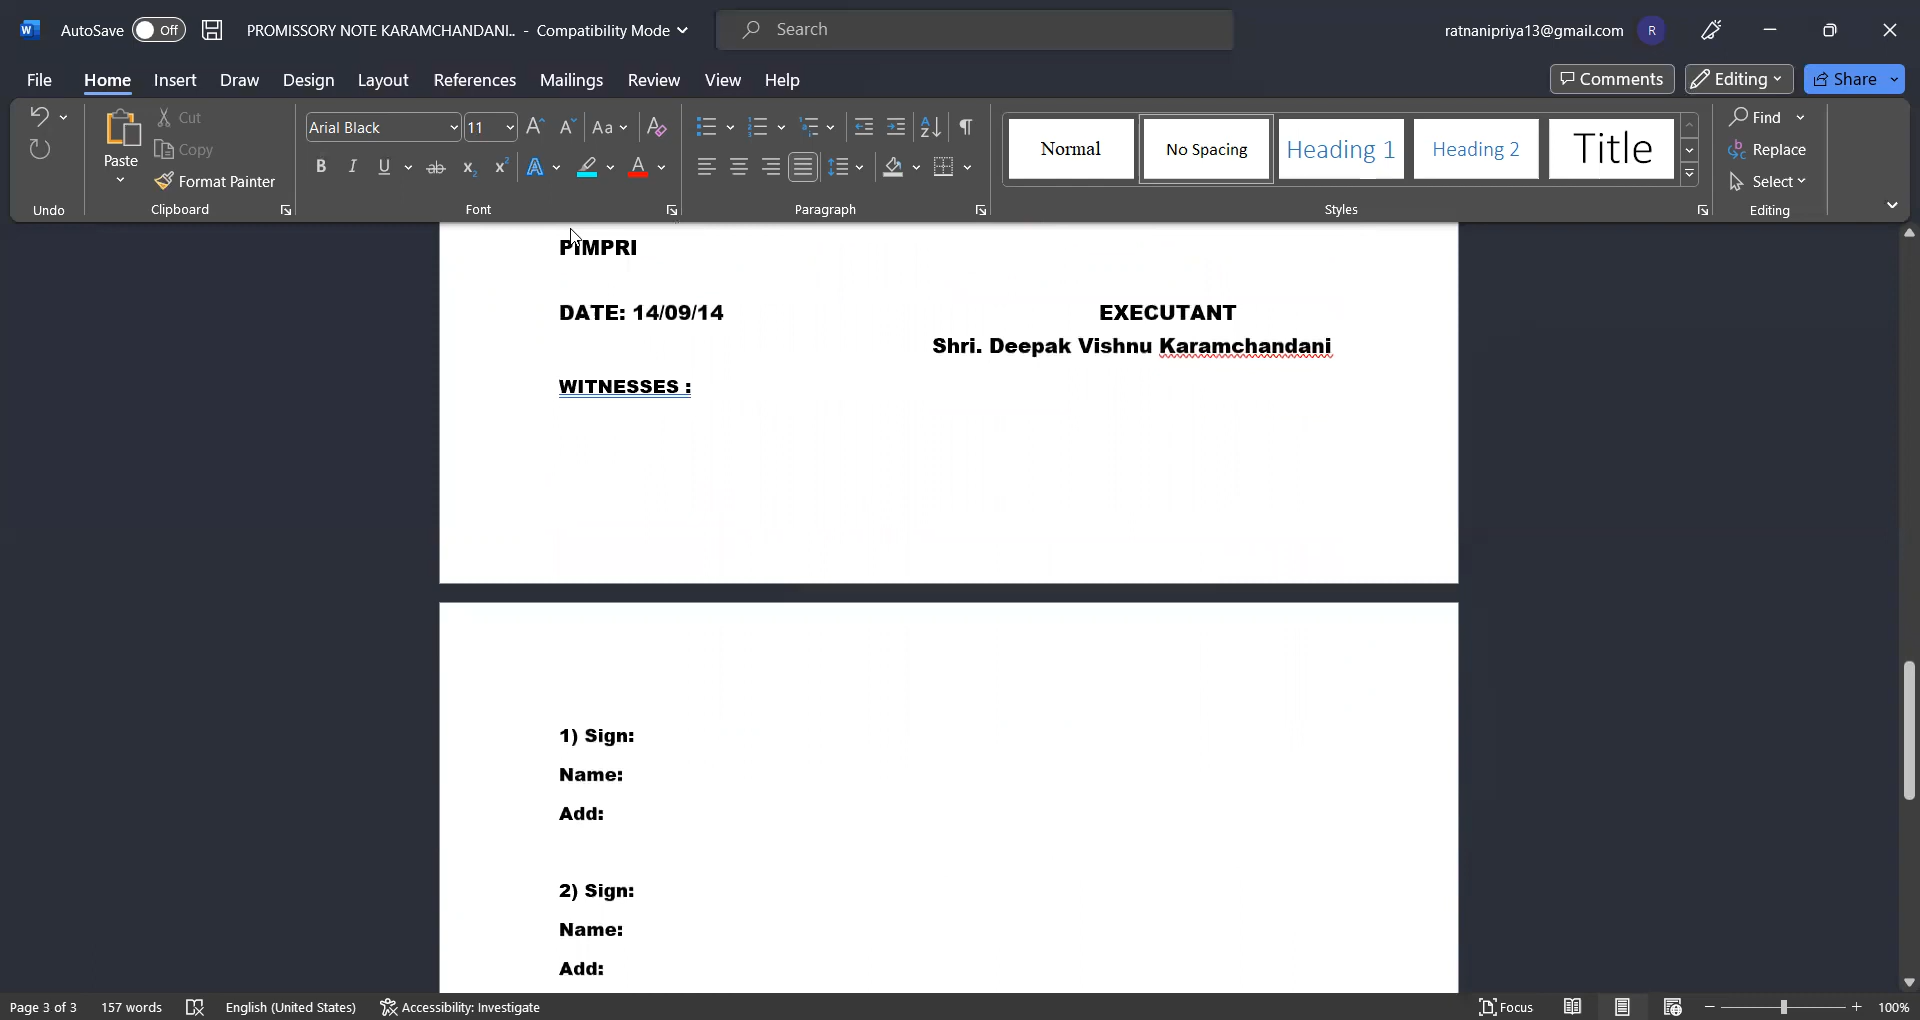 AutoSave Off PROMISSORY NOTE KARAMCHANDANI.. - Compatibility Mode Search ratnanipriya13@gmail.com R
File Home Insert Draw Design Layout References Mailings Review View Help Comments Editing Share
Paste Cut Copy Format Painter
Arial Black 11 Aa
Normal No Spacing Heading 1 Heading 2 Title
Find Replace Select
Undo Clipboard Font Paragraph Styles Editing
PIMPRI
DATE: 14/09/14 EXECUTANT
Shri. Deepak Vishnu Karamchandani
WITNESSES :
1) Sign:
Name:
Add:
2) Sign:
Name:
Add:
Page 3 of 3 157 words English (United States) Accessibility: Investigate Focus 100%